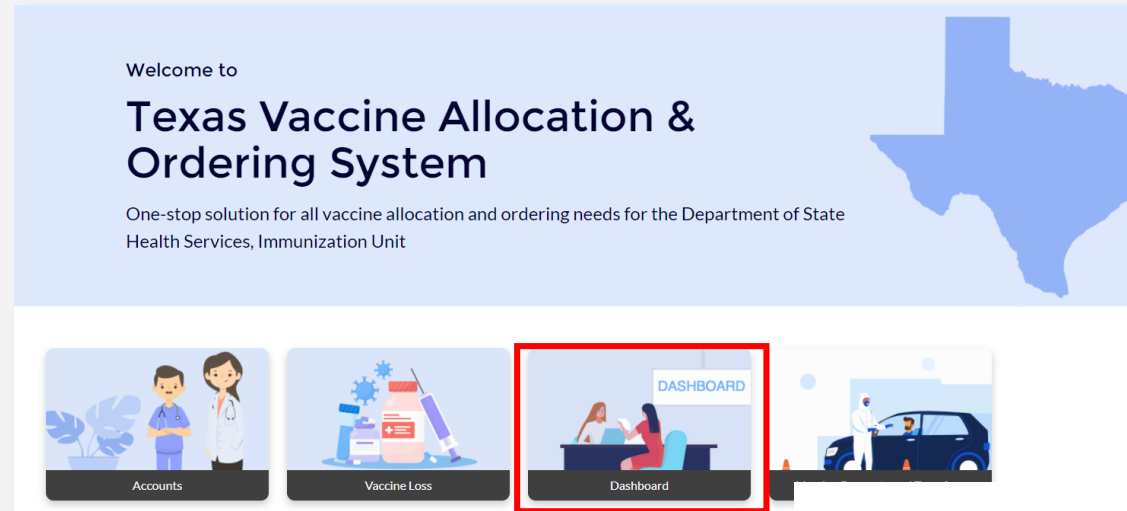 Welcome to
Texas Vaccine Allocation &
Ordering System
One-stop solution for all vaccine allocation and ordering needs for the Department of State
Health Services, Immunization Unit
DASHBOARD
Accounts
Vaccine Loss
Dashboard